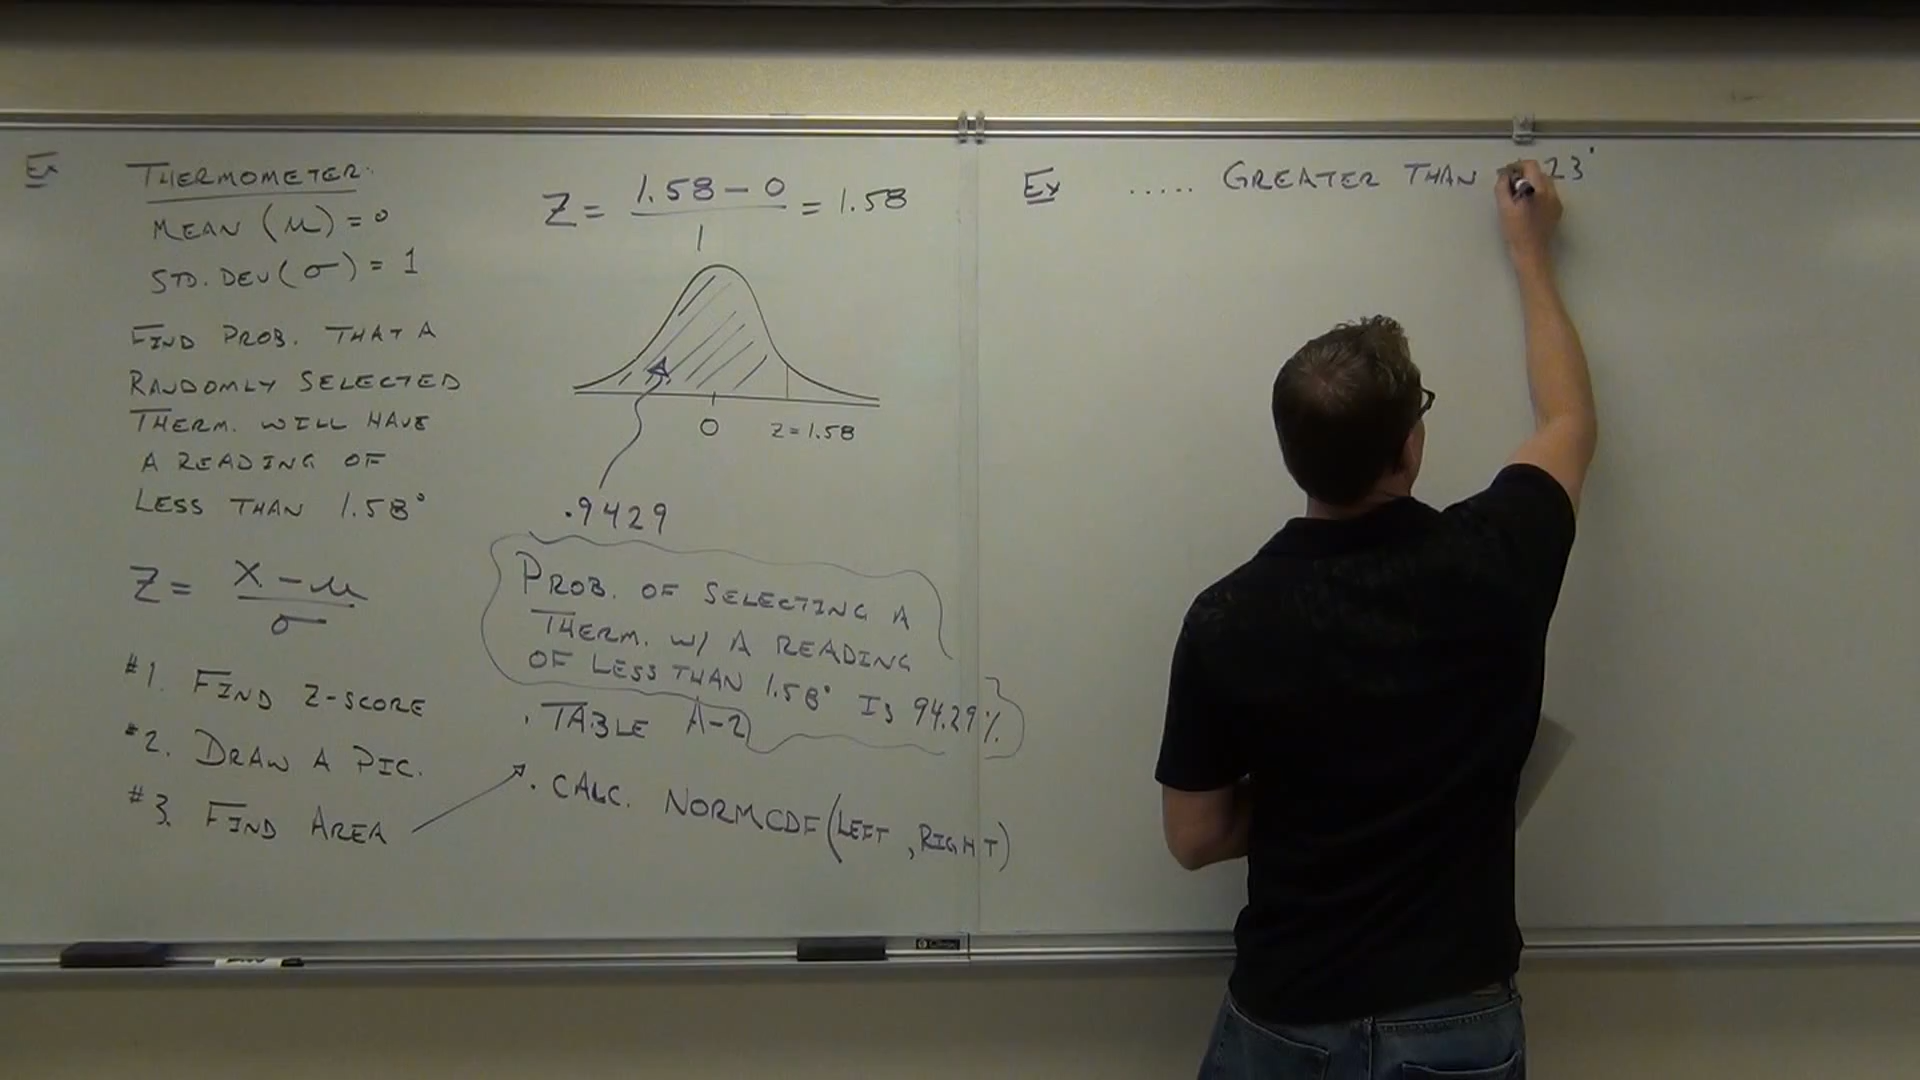 Ex
THERMOMETER:
MEAN (μ) = 0
STD. DEV (σ) = 1
FIND PROB. THAT A
RANDOMLY SELECTED
THERM. WILL HAVE
A READING OF
LESS THAN 1.58°
Z = X - μ
σ
#1. FIND Z-SCORE
#2. DRAW A PIC.
#3. FIND AREA
Z = 1.58 - 0 = 1.58
1
0 Z = 1.58
.9429
PROB. OF SELECTING A
THERM. W/ A READING
OF LESS THAN 1.58° IS 94.29%
. TABLE A-2
. CALC. NORMCDF(LEFT, RIGHT)
Ex ..... GREATER THAN 23°